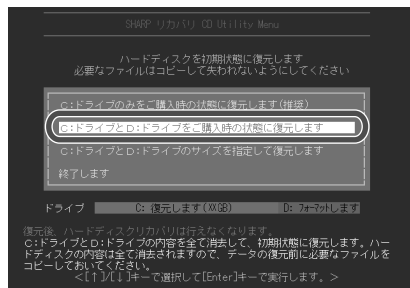 SHARP リカバリ CD Utility Menu
ハードディスクを初期状態に復元します
必要なファイルはコピーして失われないようにしてください
C:ドライブのみをご購入時の状態に復元します(推奨)
C:ドライブとD:ドライブをご購入時の状態に復元します
C:ドライブとD:ドライブのサイズを指定して復元します
終了します
ドライブ C: 復元します(XXGB) D: フォーマットします
復元後、ハードディスクリカバリは行えなくなります。
C:ドライブとD:ドライブの内容を全て消去して、初期状態に復元します。ハー
ドディスクの内容は全て消去されますので、データの復元前に必要なファイルを
コピーしておいてください。
<[↑]/[↓]キーで選択して[Enter]キーで実行します。>